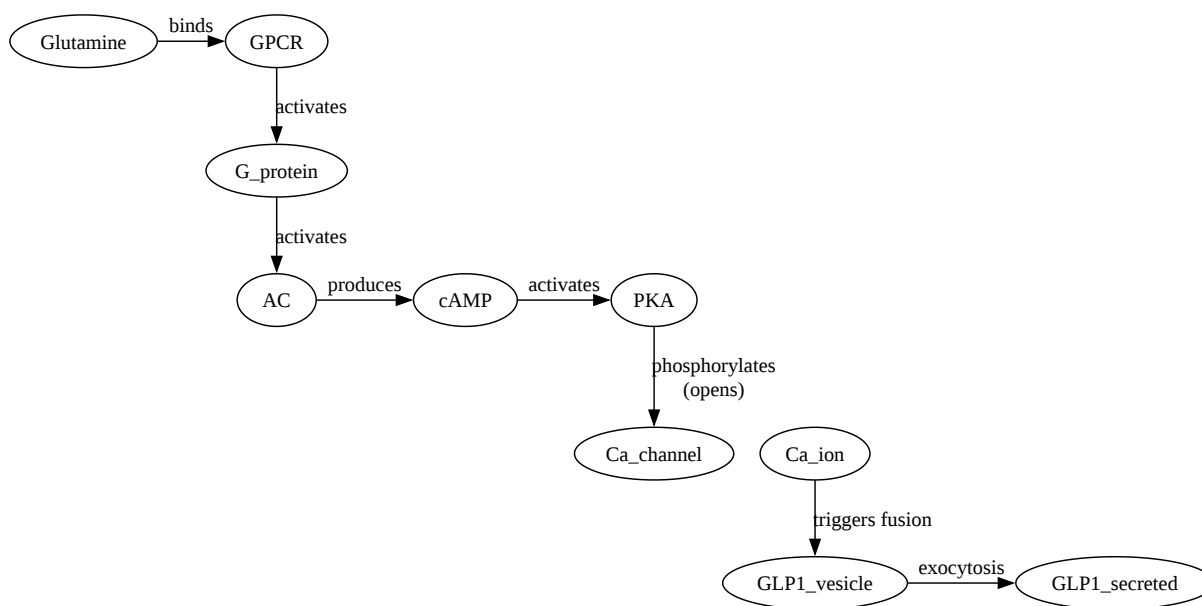 Glutamine
binds
GPCR
activates
G_protein
activates
AC
produces
cAMP
activates
PKA
phosphorylates
(opens)
Ca_channel
Ca_ion
triggers fusion
GLP1_vesicle
exocytosis
GLP1_secreted